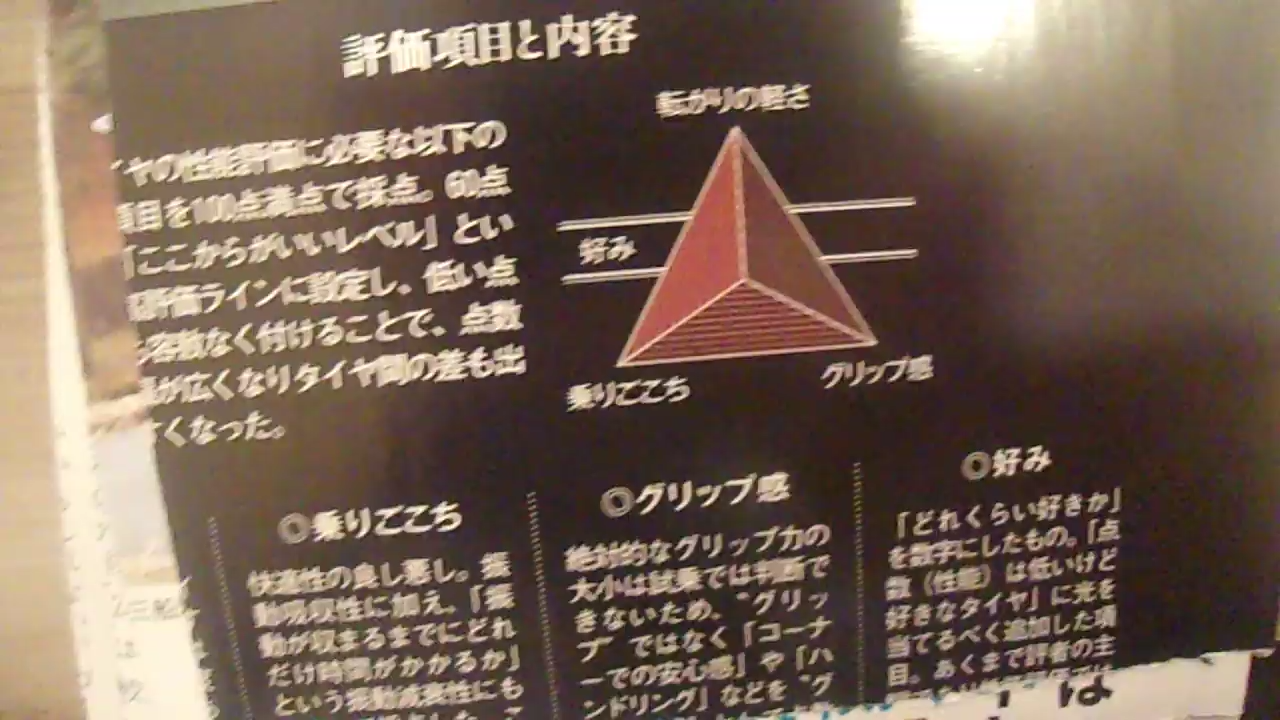 評価項目と内容
ヤの性能評価に必要な以下の
項目を100点満点で採点。60点
「ここからがいいレベル」とい
評価ラインに設定し、低い点
容赦なく付けることで、点数
が広くなりタイヤ間の差も出
くなった。
転がりの軽さ
好み
乗りごこち
グリップ感
◎乗りごこち
快適性の良し悪し。振
動吸収性に加え、「振
動が収まるまでにどれ
だけ時間がかかるか」
という振動減衰性にも
◎グリップ感
絶対的なグリップ力の
大小は試乗では判断で
きないため、“グリッ
プ”ではなく「コーナ
ーでの安心感」や「ハ
ンドリング」などを“グ
◎好み
「どれくらい好きか」
を数字にしたもの。「点
数（性能）は低いけど
好きなタイヤ」に光を
当てるべく追加した項
目。あくまで評者の主
は